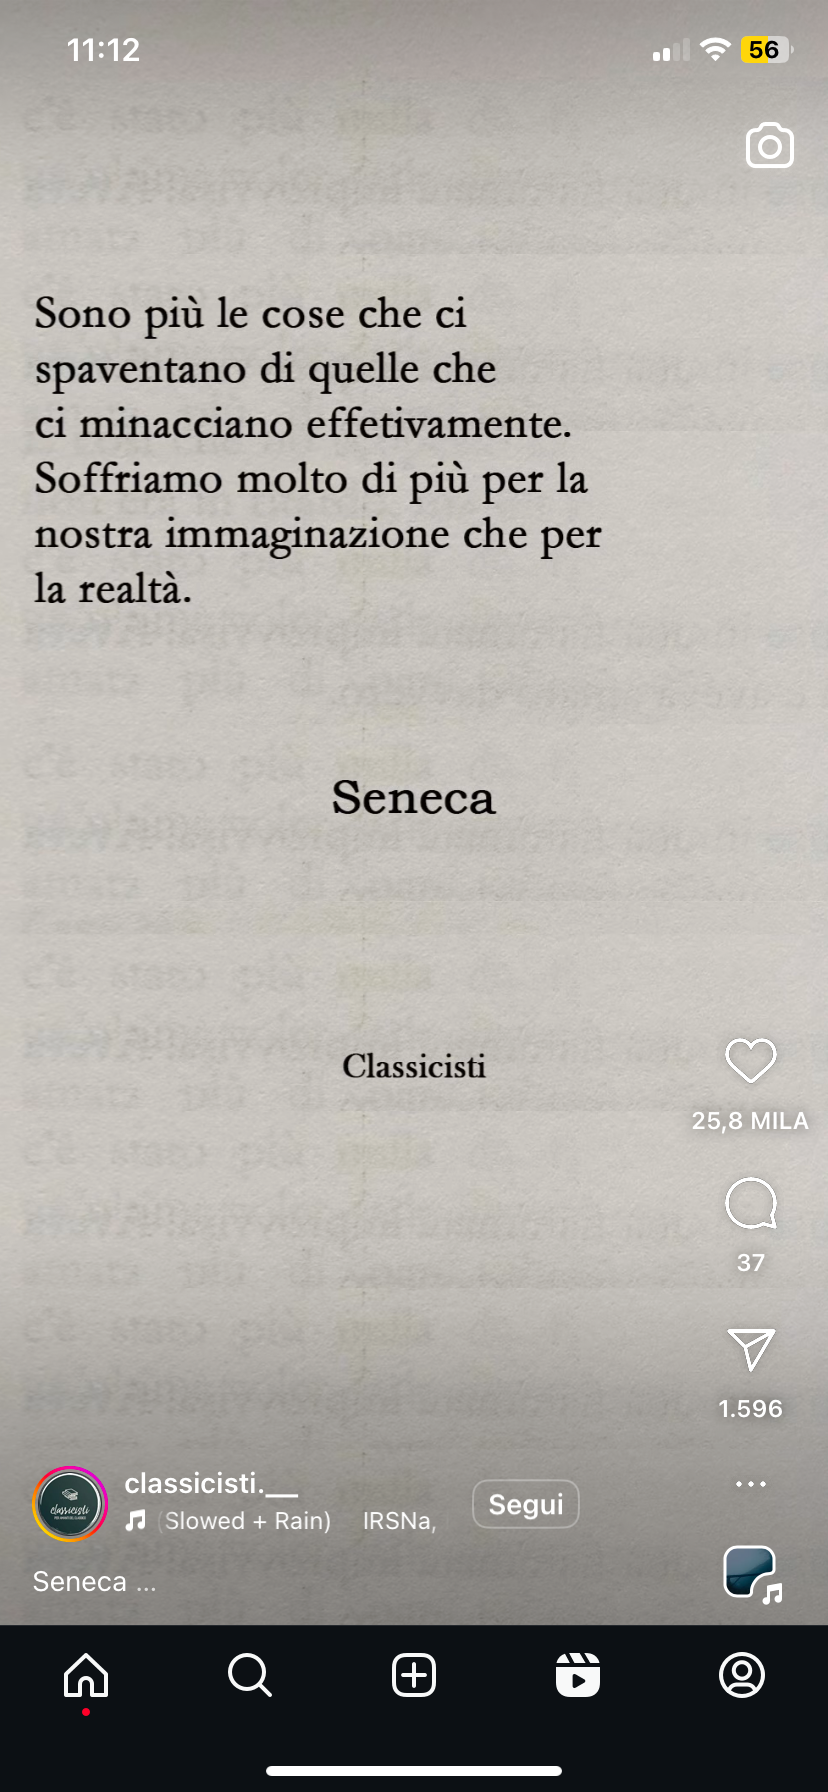 11:12
56
Sono più le cose che ci
spaventano di quelle che
ci minacciano effetivamente.
Soffriamo molto di più per la
nostra immaginazione che per
la realtà.
Seneca
Classicisti
25,8 MILA
37
1.596
classicisti.__
(Slowed + Rain) IRSNa,
Segui
Seneca ...